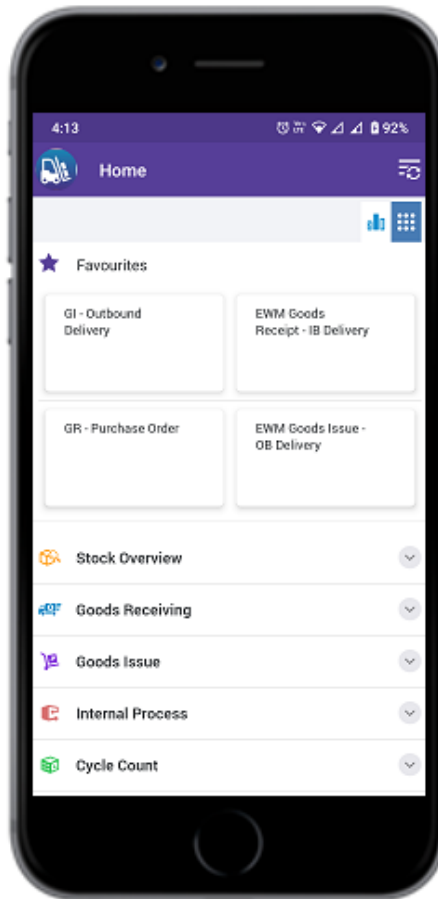 4:13 92%
Home
Favourites
GI - Outbound
Delivery
EWM Goods
Receipt - IB Delivery
GR - Purchase Order
EWM Goods Issue -
OB Delivery
Stock Overview
Goods Receiving
Goods Issue
Internal Process
Cycle Count